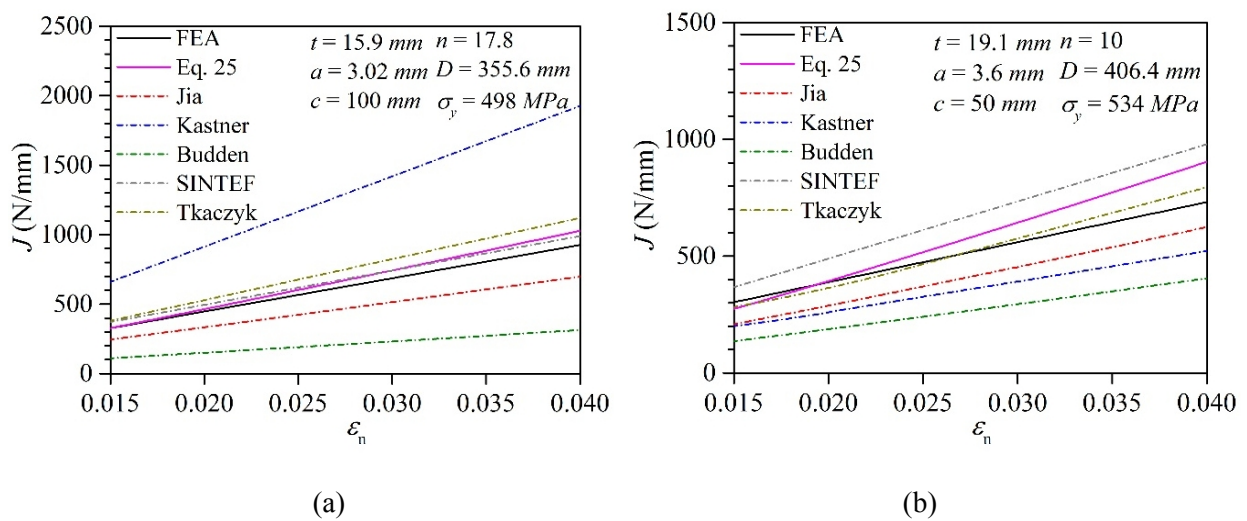 2500
2000
1500
1000
500
0
J (N/mm)
FEA
Eq. 25
Jia
Kastner
Budden
SINTEF
Tkaczyk
t = 15.9 mm n = 17.8
a = 3.02 mm D = 355.6 mm
c = 100 mm σy = 498 MPa
0.015 0.020 0.025 0.030 0.035 0.040
εn
(a)
1500
1000
500
0
J (N/mm)
FEA
Eq. 25
Jia
Kastner
Budden
SINTEF
Tkaczyk
t = 19.1 mm n = 10
a = 3.6 mm D = 406.4 mm
c = 50 mm σy = 534 MPa
0.015 0.020 0.025 0.030 0.035 0.040
εn
(b)